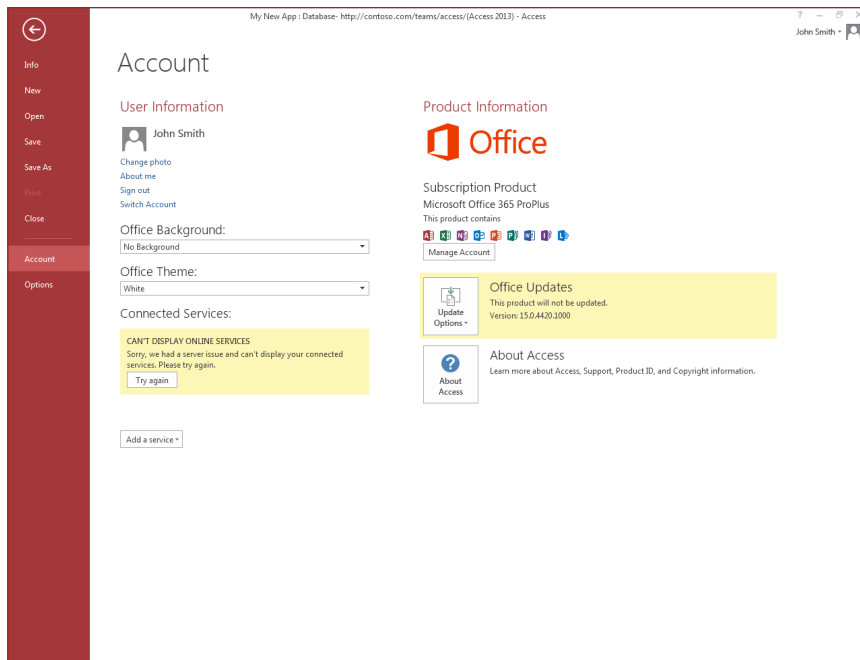 My New App : Database- http://contoso.com/teams/access/(Access 2013) - Access
?
John Smith
Info
New
Open
Save
Save As
Print
Close
Account
Options
Account
User Information
John Smith
Change photo
About me
Sign out
Switch Account
Office Background:
No Background
Office Theme:
White
Connected Services:
CAN'T DISPLAY ONLINE SERVICES
Sorry, we had a server issue and can't display your connected
services. Please try again.
Try again
Add a service
Product Information
Office
Subscription Product
Microsoft Office 365 ProPlus
This product contains
Manage Account
Update
Options
Office Updates
This product will not be updated.
Version: 15.0.4420.1000
?
About
Access
About Access
Learn more about Access, Support, Product ID, and Copyright information.